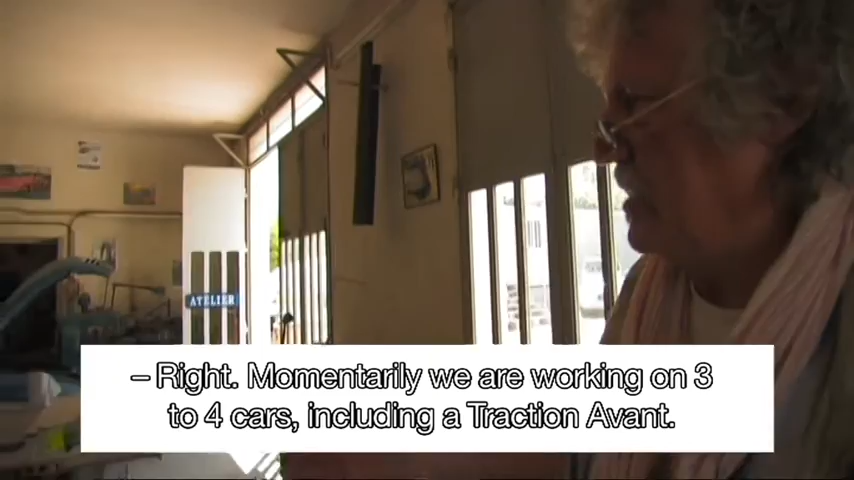 ATELIER
– Right. Momentarily we are working on 3
to 4 cars, including a Traction Avant.